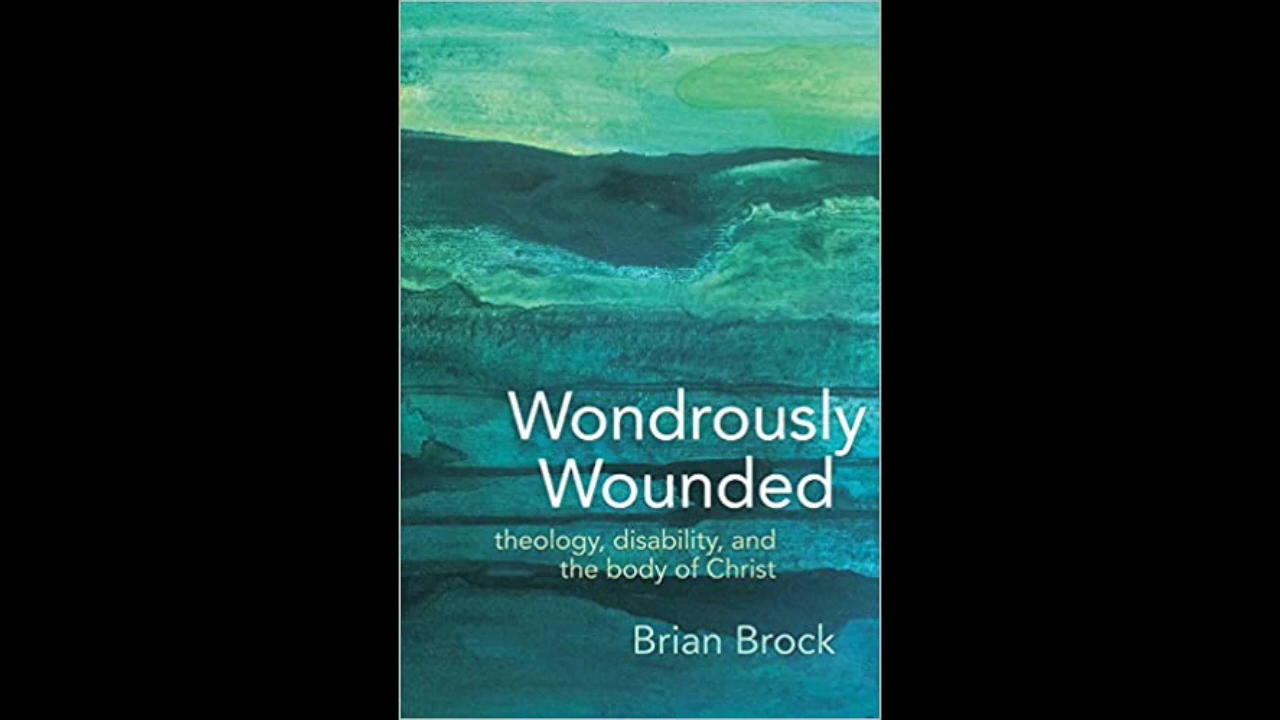 Wondrously
Wounded
theology, disability, and
the body of Christ
Brian Brock